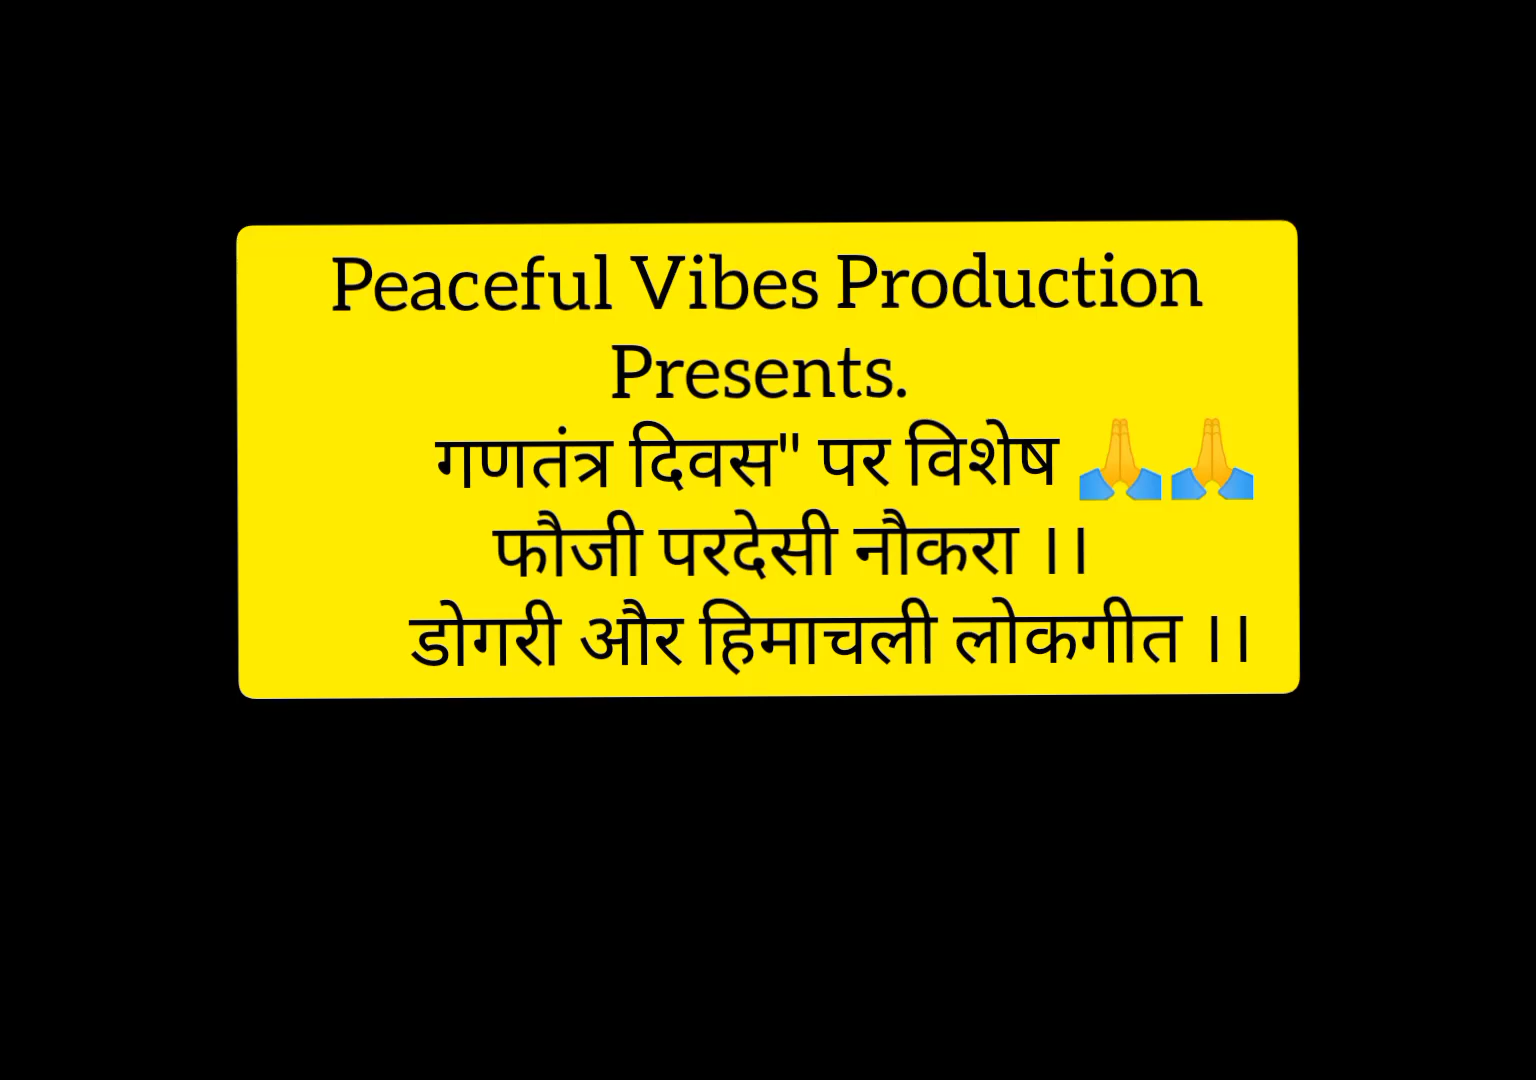 Peaceful Vibes Production
Presents.
गणतंत्र दिवस" पर विशेष 🙏🙏
फौजी परदेसी नौकरा ।।
डोगरी और हिमाचली लोकगीत ।।